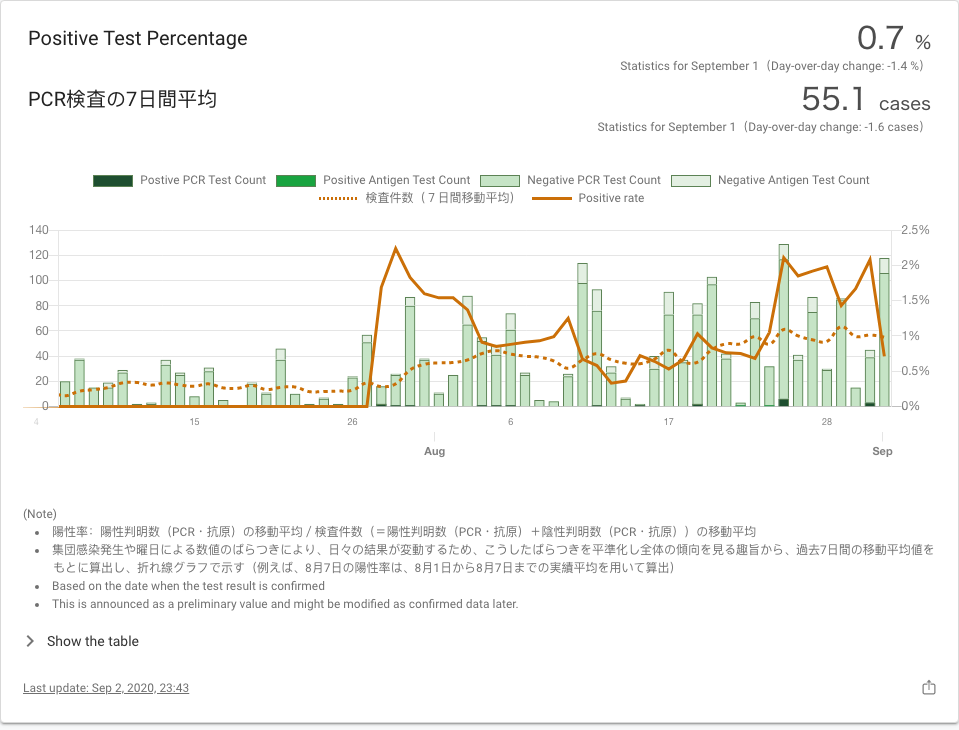 Positive Test Percentage
0.7 %
Statistics for September 1（Day-over-day change: -1.4 %）
PCR検査の7日間平均
55.1 cases
Statistics for September 1（Day-over-day change: -1.6 cases）
Postive PCR Test Count Positive Antigen Test Count Negative PCR Test Count Negative Antigen Test Count
検査件数（７日間移動平均） Positive rate
140 2.5%
120 2%
100
80 1.5%
60 1%
40
20 0.5%
0 0%
4 15 26 6 17 28
Aug Sep
(Note)
陽性率：陽性判明数（PCR・抗原）の移動平均 / 検査件数（＝陽性判明数（PCR・抗原）＋陰性判明数（PCR・抗原））の移動平均
集団感染発生や曜日による数値のばらつきにより、日々の結果が変動するため、こうしたばらつきを平準化し全体の傾向を見る趣旨から、過去7日間の移動平均値を
もとに算出し、折れ線グラフで示す（例えば、8月7日の陽性率は、8月1日から8月7日までの実績平均を用いて算出）
Based on the date when the test result is confirmed
This is announced as a preliminary value and might be modified as confirmed data later.
Show the table
Last update: Sep 2, 2020, 23:43